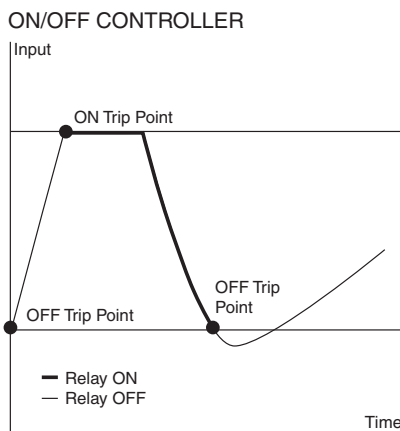 ON/OFF CONTROLLER
Input
ON Trip Point
OFF Trip
Point
OFF Trip Point
Relay ON
Relay OFF
Time